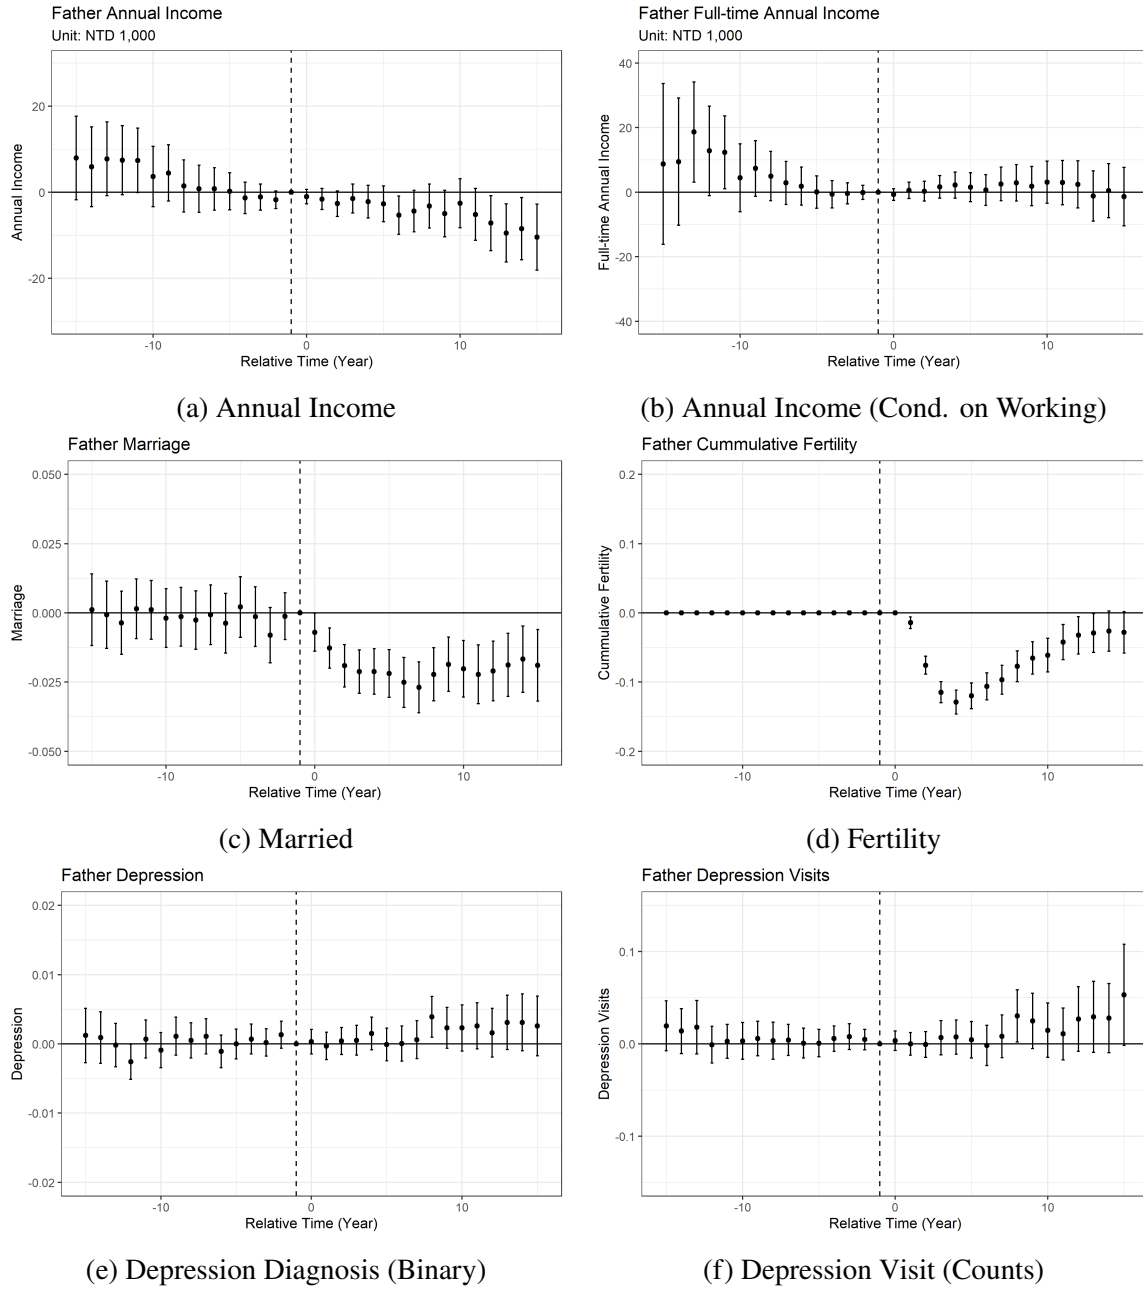 Father Annual Income
Unit: NTD 1,000
Annual Income
20
0
-20
-10
0
10
Relative Time (Year)
(a) Annual Income
Father Full-time Annual Income
Unit: NTD 1,000
Full-time Annual Income
40
20
0
-20
-40
-10
0
10
Relative Time (Year)
(b) Annual Income (Cond. on Working)
Father Marriage
Marriage
0.050
0.025
0.000
-0.025
-0.050
-10
0
10
Relative Time (Year)
(c) Married
Father Cummulative Fertility
Cummulative Fertility
0.2
0.1
0.0
-0.1
-0.2
-10
0
10
Relative Time (Year)
(d) Fertility
Father Depression
Depression
0.02
0.01
0.00
-0.01
-0.02
-10
0
10
Relative Time (Year)
(e) Depression Diagnosis (Binary)
Father Depression Visits
Depression Visits
0.1
0.0
-0.1
-10
0
10
Relative Time (Year)
(f) Depression Visit (Counts)